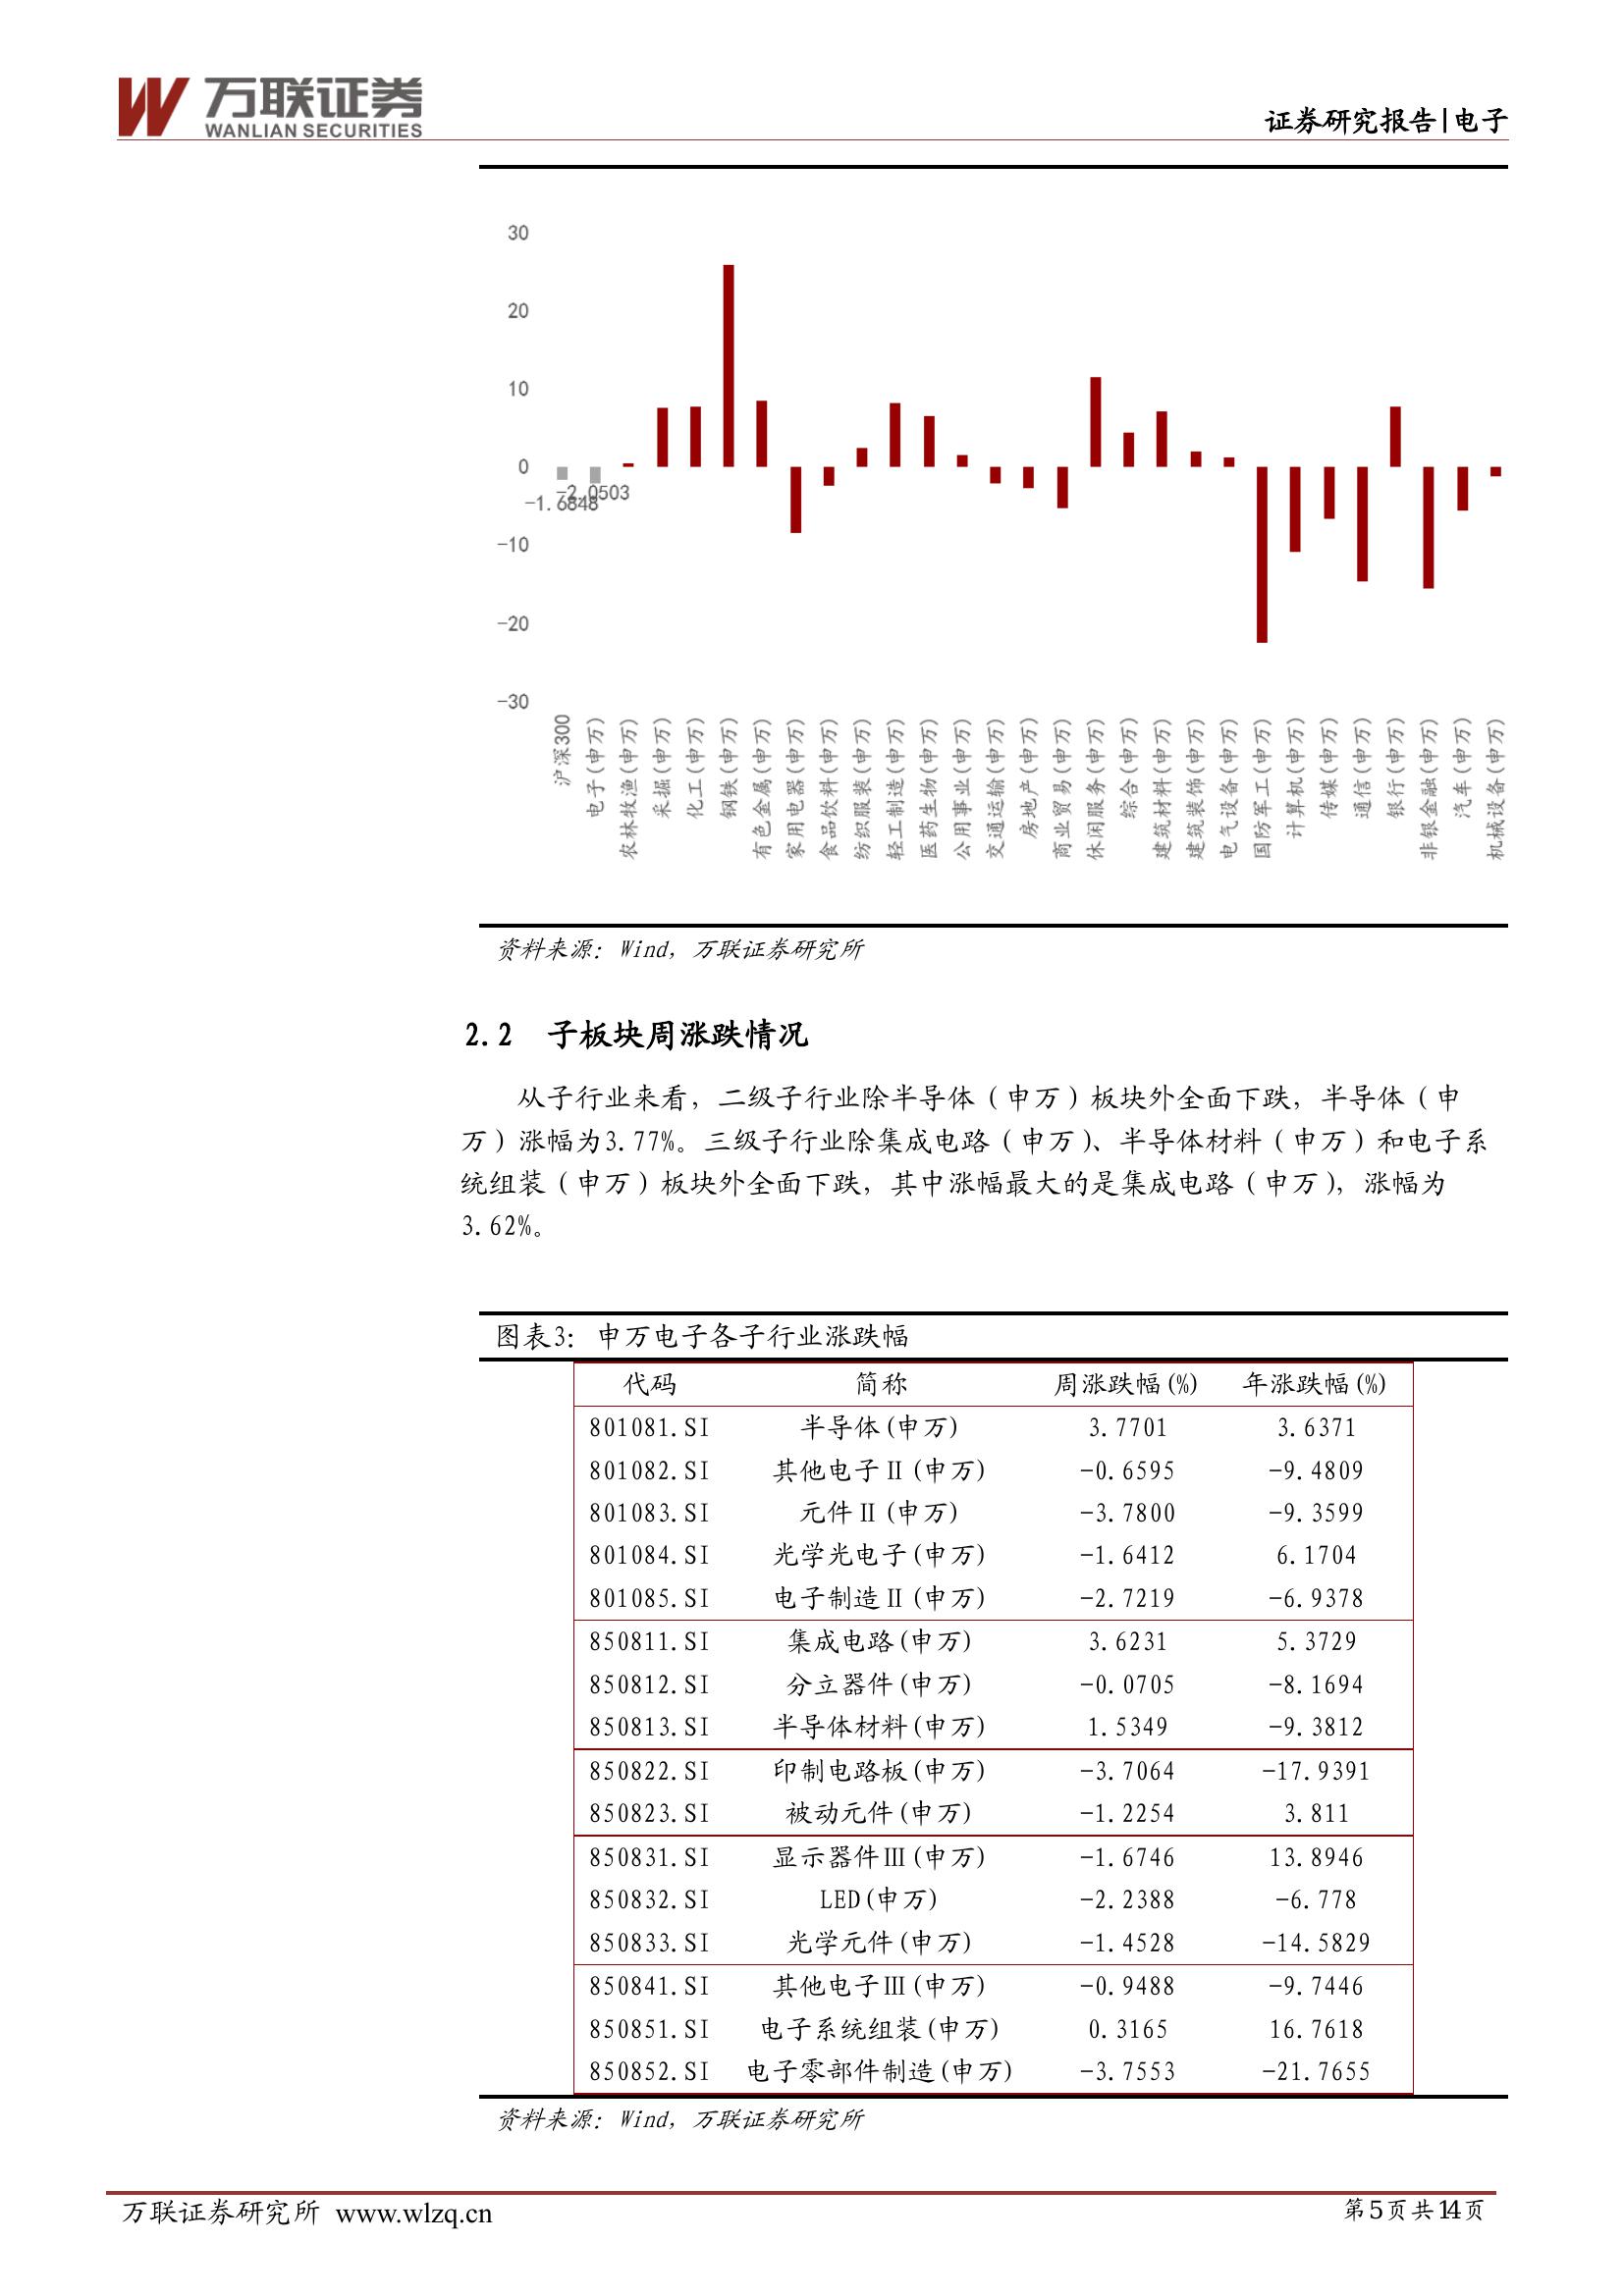 万联证券
WANLIAN SECURITIES
证券研究报告|电子
30
20
10
0
-10
-20
-30
-1.6848
-2.0503
沪深300
电子(申万)
农林牧渔(申万)
采掘(申万)
化工(申万)
钢铁(申万)
有色金属(申万)
家用电器(申万)
食品饮料(申万)
纺织服装(申万)
轻工制造(申万)
医药生物(申万)
公用事业(申万)
交通运输(申万)
房地产(申万)
商业贸易(申万)
休闲服务(申万)
综合(申万)
建筑材料(申万)
建筑装饰(申万)
电气设备(申万)
国防军工(申万)
计算机(申万)
传媒(申万)
通信(申万)
银行(申万)
非银金融(申万)
汽车(申万)
机械设备(申万)
资料来源：Wind，万联证券研究所
2.2 子板块周涨跌情况
从子行业来看，二级子行业除半导体（申万）板块外全面下跌，半导体（申
万）涨幅为3.77%。三级子行业除集成电路（申万）、半导体材料（申万）和电子系
统组装（申万）板块外全面下跌，其中涨幅最大的是集成电路（申万），涨幅为
3.62%。
图表3：申万电子各子行业涨跌幅
代码 简称 周涨跌幅(%) 年涨跌幅(%)
801081.SI 半导体(申万) 3.7701 3.6371
801082.SI 其他电子Ⅱ(申万) -0.6595 -9.4809
801083.SI 元件Ⅱ(申万) -3.7800 -9.3599
801084.SI 光学光电子(申万) -1.6412 6.1704
801085.SI 电子制造Ⅱ(申万) -2.7219 -6.9378
850811.SI 集成电路(申万) 3.6231 5.3729
850812.SI 分立器件(申万) -0.0705 -8.1694
850813.SI 半导体材料(申万) 1.5349 -9.3812
850822.SI 印制电路板(申万) -3.7064 -17.9391
850823.SI 被动元件(申万) -1.2254 3.811
850831.SI 显示器件Ⅲ(申万) -1.6746 13.8946
850832.SI LED(申万) -2.2388 -6.778
850833.SI 光学元件(申万) -1.4528 -14.5829
850841.SI 其他电子Ⅲ(申万) -0.9488 -9.7446
850851.SI 电子系统组装(申万) 0.3165 16.7618
850852.SI 电子零部件制造(申万) -3.7553 -21.7655
资料来源：Wind，万联证券研究所
万联证券研究所 www.wlzq.cn 第5页共14页